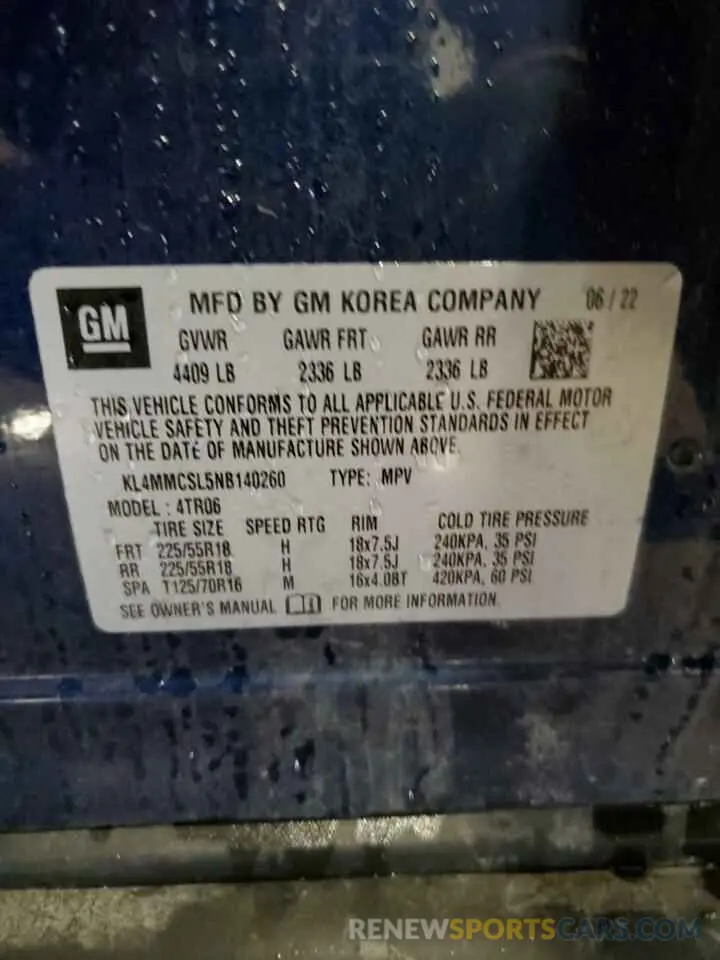 GM
MFD BY GM KOREA COMPANY 06/22
GVWR GAWR FRT GAWR RR
4409 LB 2336 LB 2336 LB
THIS VEHICLE CONFORMS TO ALL APPLICABLE U.S. FEDERAL MOTOR
VEHICLE SAFETY AND THEFT PREVENTION STANDARDS IN EFFECT
ON THE DATE OF MANUFACTURE SHOWN ABOVE.
KL4MMCSL5NB140260 TYPE: MPV
MODEL : 4TR06
TIRE SIZE SPEED RTG RIM COLD TIRE PRESSURE
FRT 225/55R18 H 18x7.5J 240KPA, 35 PSI
RR 225/55R18 H 18x7.5J 240KPA, 35 PSI
SPA T125/70R16 M 16x4.0BT 420KPA, 60 PSI
SEE OWNER'S MANUAL FOR MORE INFORMATION.
RENEWSPORTSCARS.COM